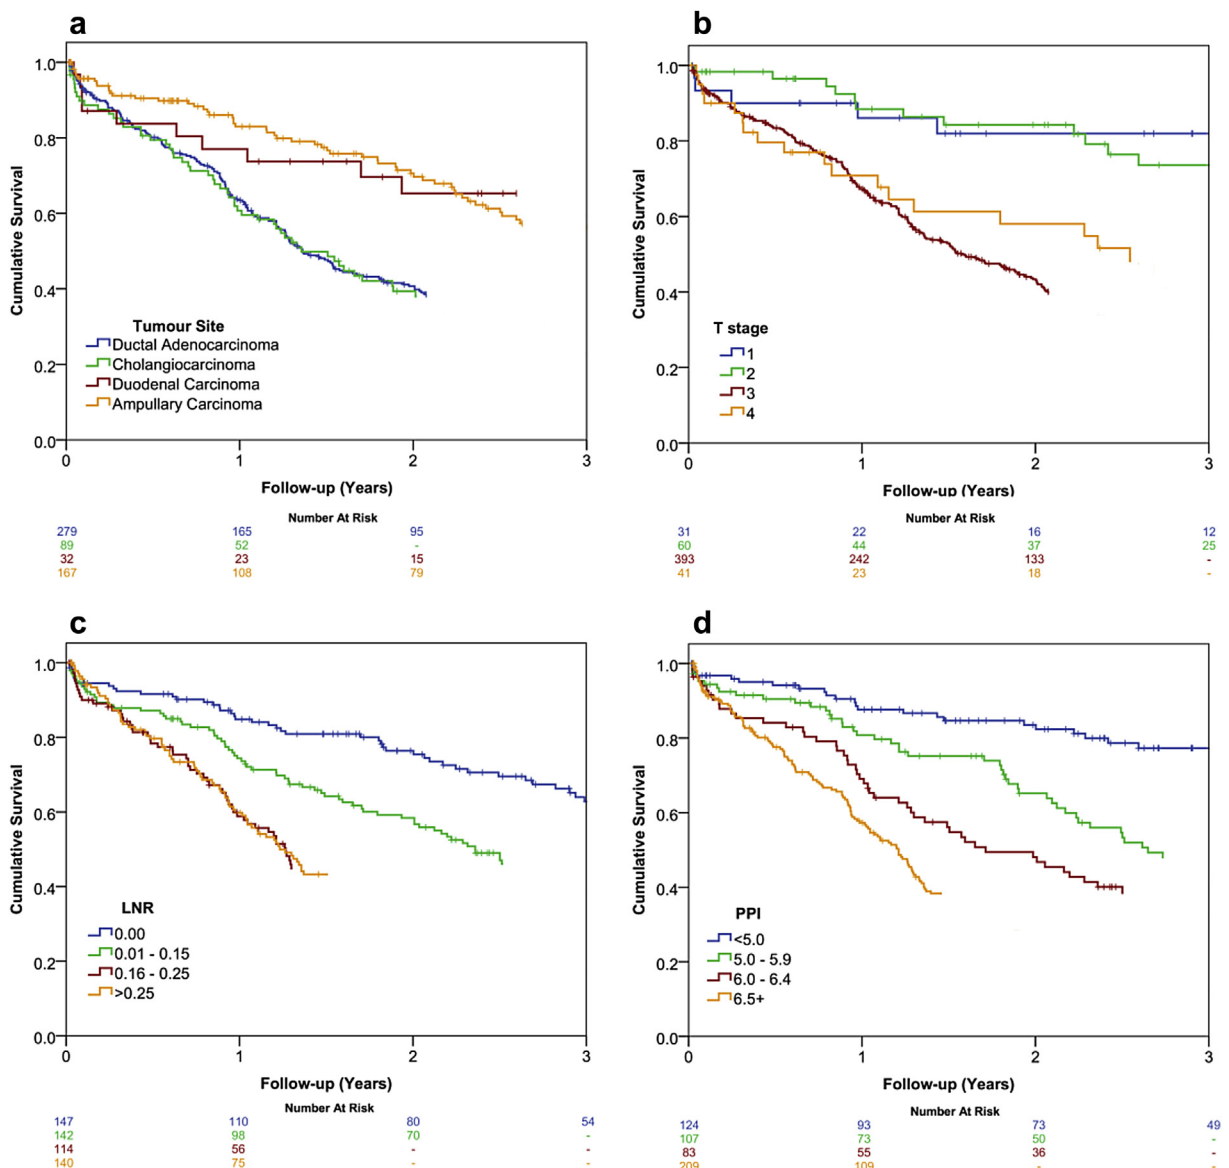 a
1.0
0.8
0.6
0.4
0.2
0.0
Cumulative Survival
Tumour Site
Ductal Adenocarcinoma
Cholangiocarcinoma
Duodenal Carcinoma
Ampullary Carcinoma
0 1 2 3
Follow-up (Years)
Number At Risk
279 165 95
89 52 -
32 23 15
167 108 79
b
1.0
0.8
0.6
0.4
0.2
0.0
Cumulative Survival
T stage
1
2
3
4
0 1 2 3
Follow-up (Years)
Number At Risk
31 22 16 12
60 44 37 25
393 242 133 -
41 23 18 -
c
1.0
0.8
0.6
0.4
0.2
0.0
Cumulative Survival
LNR
0.00
0.01 - 0.15
0.16 - 0.25
>0.25
0 1 2 3
Follow-up (Years)
Number At Risk
147 110 80 54
142 98 70 -
114 56 - -
140 75 - -
d
1.0
0.8
0.6
0.4
0.2
0.0
Cumulative Survival
PPI
<5.0
5.0 - 5.9
6.0 - 6.4
6.5+
0 1 2 3
Follow-up (Years)
Number At Risk
124 93 73 49
107 73 50 -
83 55 36 -
209 109 - -